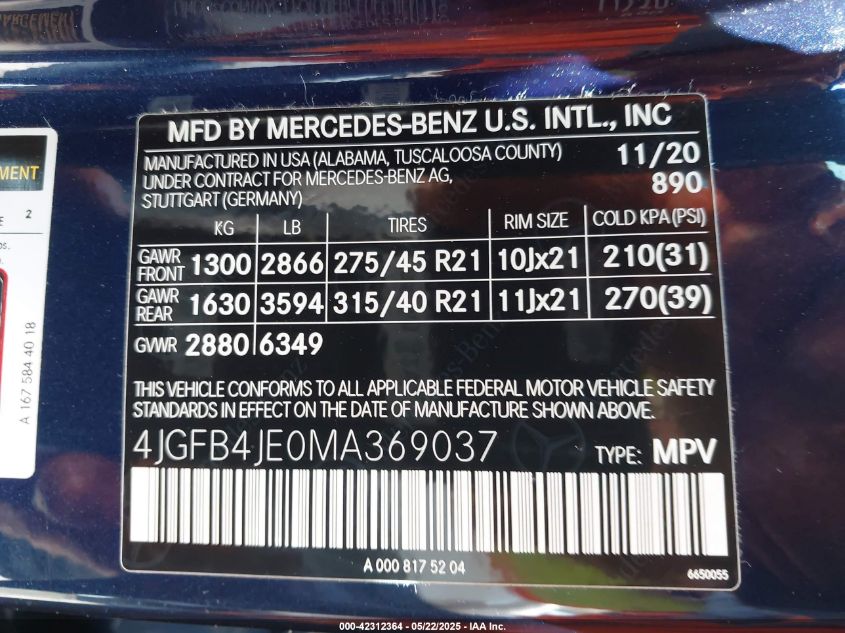 MFD BY MERCEDES-BENZ U.S. INTL., INC
MANUFACTURED IN USA (ALABAMA, TUSCALOOSA COUNTY) 11/20
UNDER CONTRACT FOR MERCEDES-BENZ AG, 890
STUTTGART (GERMANY)
KG LB TIRES RIM SIZE COLD KPA (PSI)
GAWR FRONT 1300 2866 275/45 R21 10Jx21 210(31)
GAWR REAR 1630 3594 315/40 R21 11Jx21 270(39)
GVWR 2880 6349
THIS VEHICLE CONFORMS TO ALL APPLICABLE FEDERAL MOTOR VEHICLE SAFETY
STANDARDS IN EFFECT ON THE DATE OF MANUFACTURE SHOWN ABOVE.
4JGFB4JE0MA369037 TYPE: MPV
A 000 817 52 04
6650055
2
A 167 584 40 18
000-42312364 - 05/22/2025 - IAA Inc.